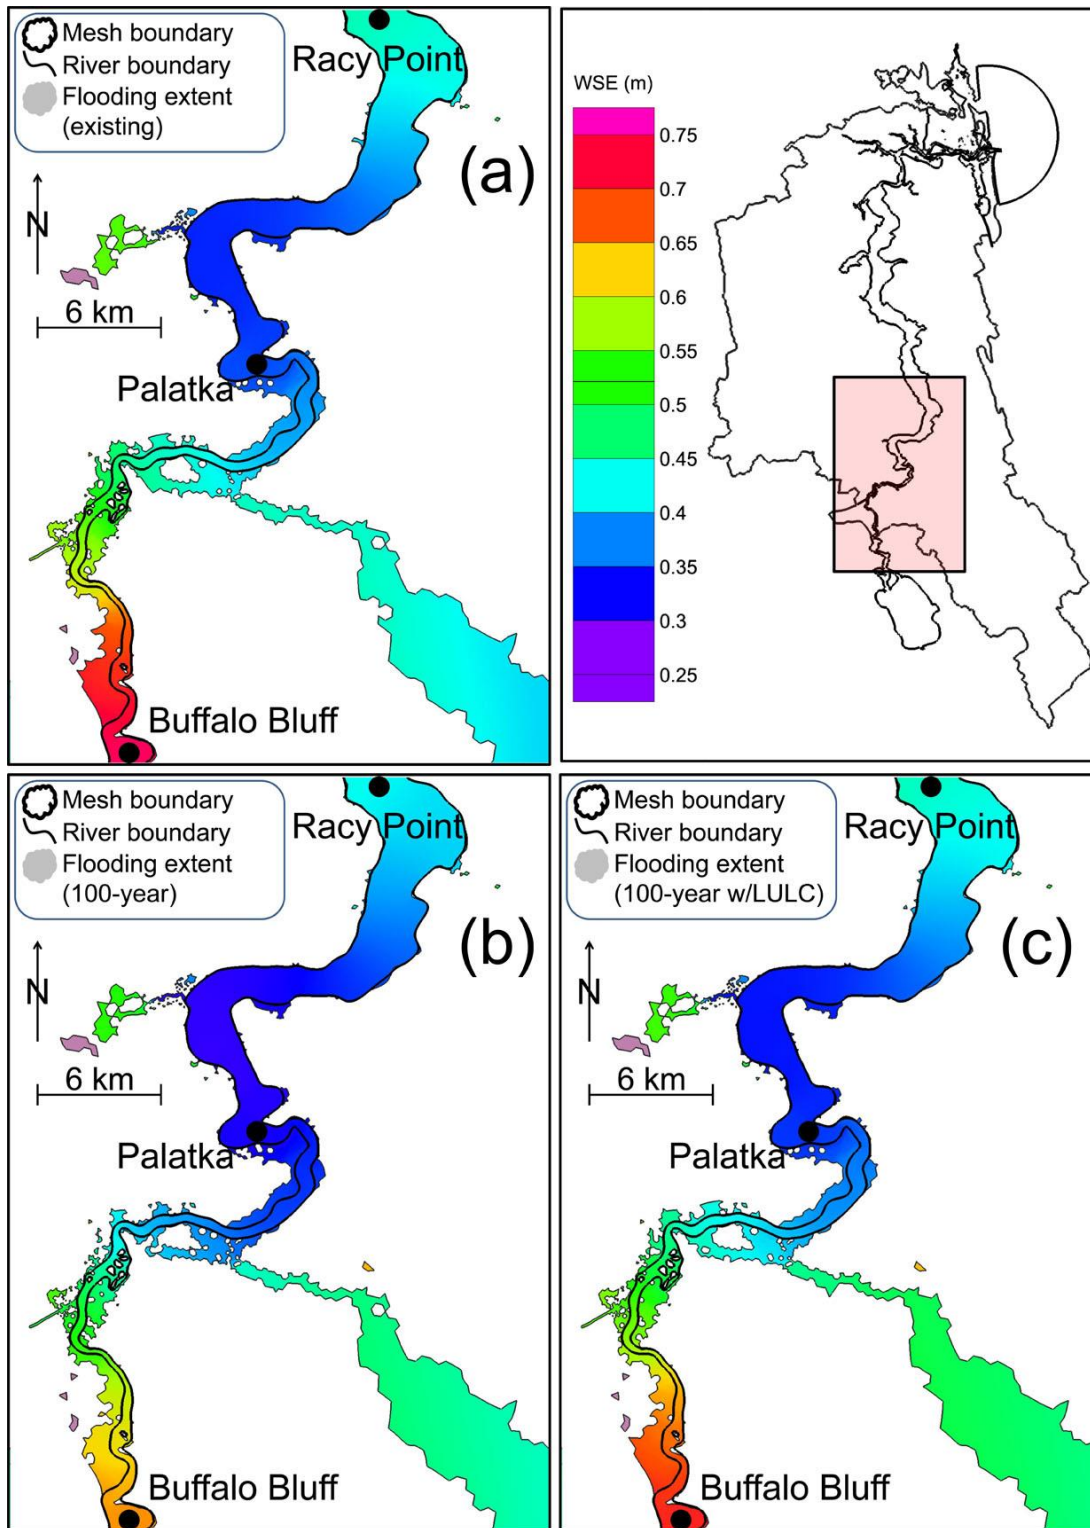 Mesh boundary
River boundary
Flooding extent
(existing)
Racy Point
(a)
N
6 km
Palatka
Buffalo Bluff
WSE (m)
0.75
0.7
0.65
0.6
0.55
0.5
0.45
0.4
0.35
0.3
0.25
Mesh boundary
River boundary
Flooding extent
(100-year)
Racy Point
(b)
N
6 km
Palatka
Buffalo Bluff
Mesh boundary
River boundary
Flooding extent
(100-year w/LULC)
Racy Point
(c)
N
6 km
Palatka
Buffalo Bluff